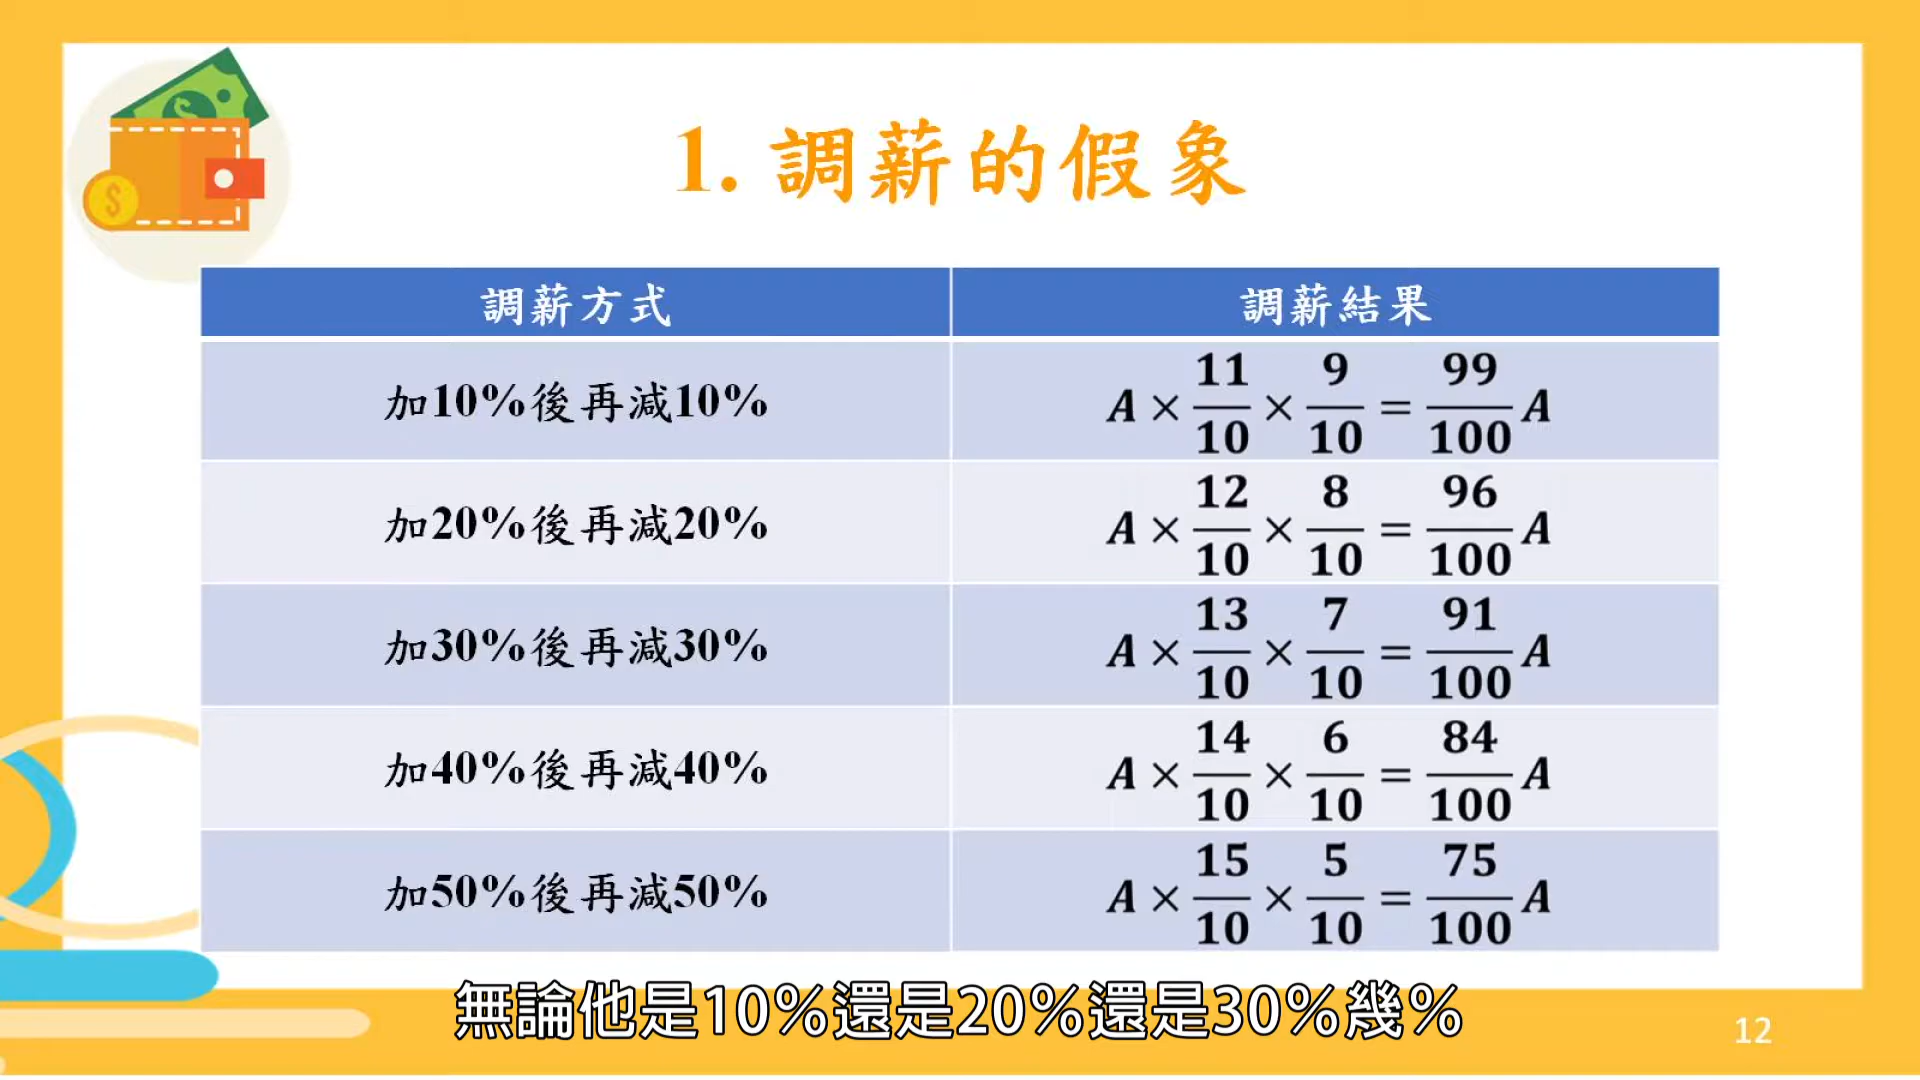 1. 調薪的假象
調薪方式 調薪結果
加10%後再減10% A × 11/10 × 9/10 = 99/100 A
加20%後再減20% A × 12/10 × 8/10 = 96/100 A
加30%後再減30% A × 13/10 × 7/10 = 91/100 A
加40%後再減40% A × 14/10 × 6/10 = 84/100 A
加50%後再減50% A × 15/10 × 5/10 = 75/100 A
無論他是10%還是20%還是30%幾%
12